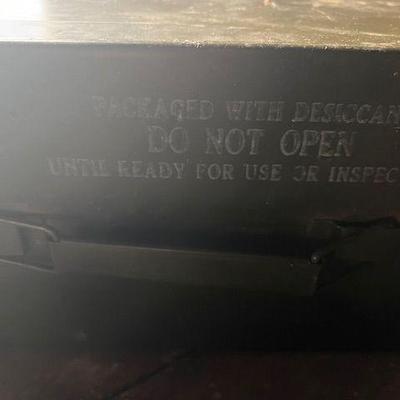 PACKAGED WITH DESICCAN
DO NOT OPEN
UNTIL READY FOR USE OR INSPEC